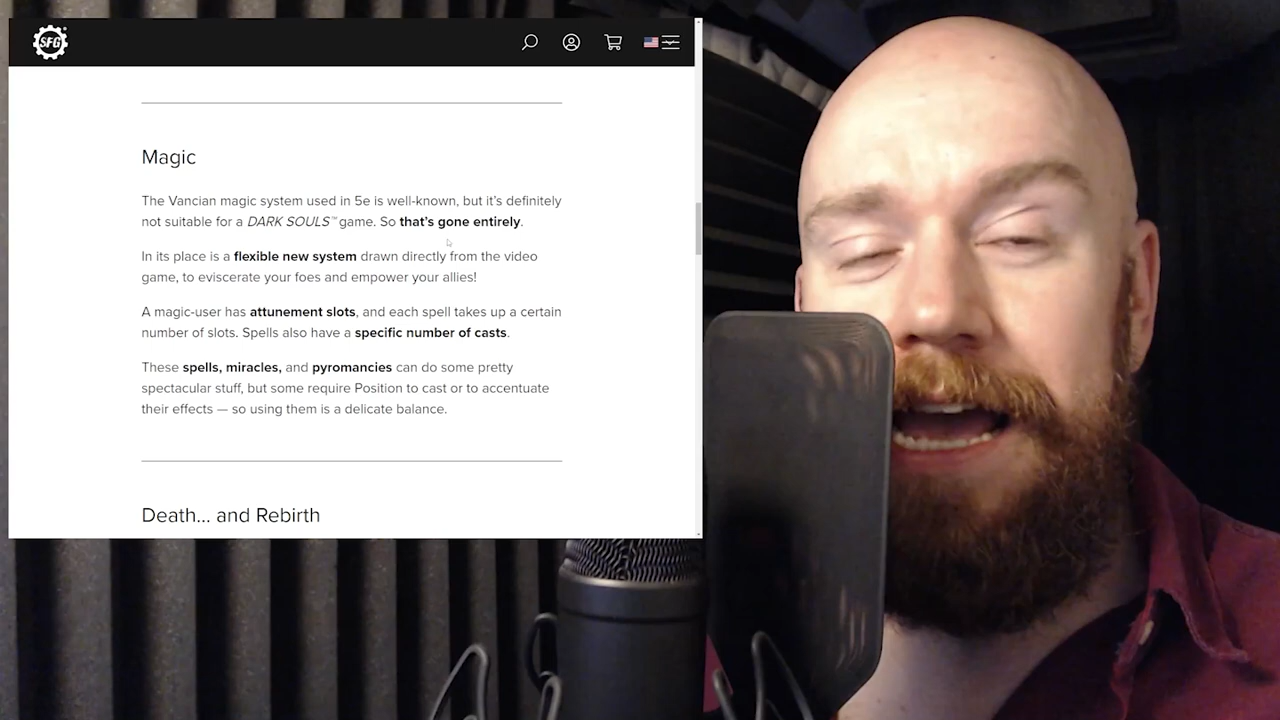 SFG
Magic
The Vancian magic system used in 5e is well-known, but it's definitely
not suitable for a DARK SOULS™ game. So that's gone entirely.
In its place is a flexible new system drawn directly from the video
game, to eviscerate your foes and empower your allies!
A magic-user has attunement slots, and each spell takes up a certain
number of slots. Spells also have a specific number of casts.
These spells, miracles, and pyromancies can do some pretty
spectacular stuff, but some require Position to cast or to accentuate
their effects — so using them is a delicate balance.
Death... and Rebirth